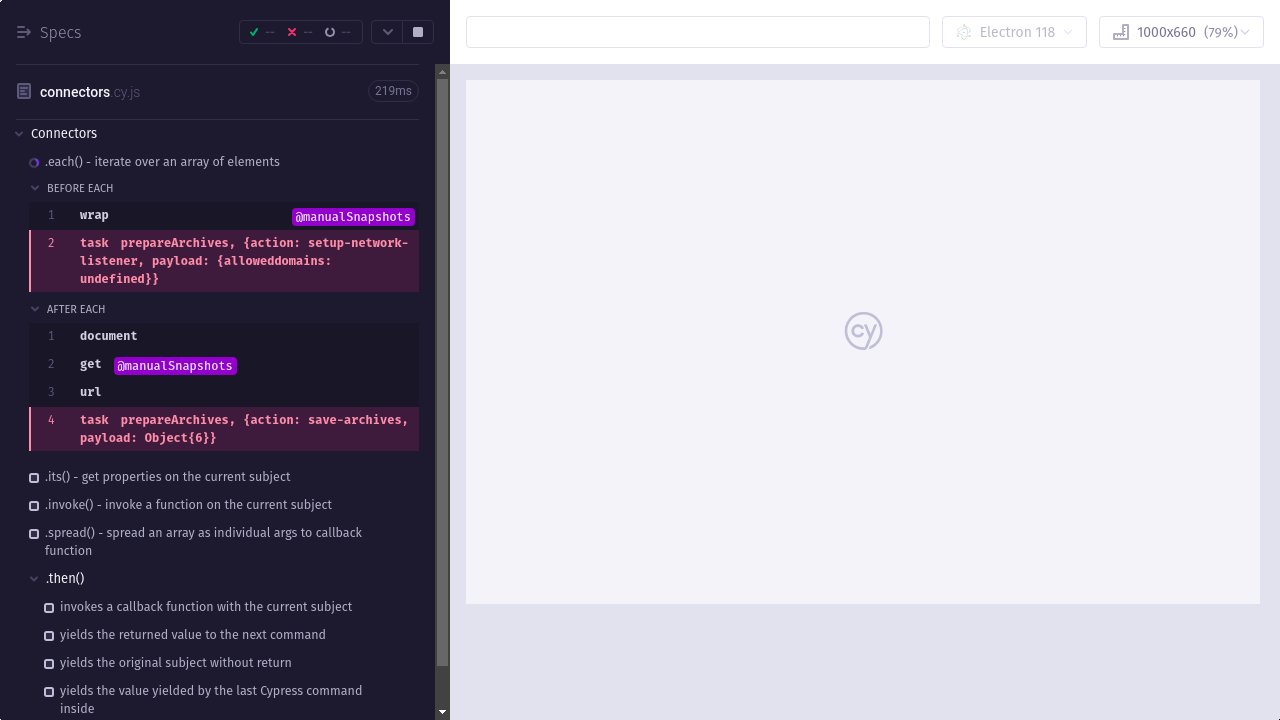 Specs
--
--
--
Electron 118
1000x660 (79%)
connectors.cy.js
219ms
Connectors
.each() - iterate over an array of elements
BEFORE EACH
1 wrap @manualSnapshots
2 task prepareArchives, {action: setup-network-
listener, payload: {alloweddomains:
undefined}}
AFTER EACH
1 document
2 get @manualSnapshots
3 url
4 task prepareArchives, {action: save-archives,
payload: Object{6}}
.its() - get properties on the current subject
.invoke() - invoke a function on the current subject
.spread() - spread an array as individual args to callback
function
.then()
invokes a callback function with the current subject
yields the returned value to the next command
yields the original subject without return
yields the value yielded by the last Cypress command
inside
cy